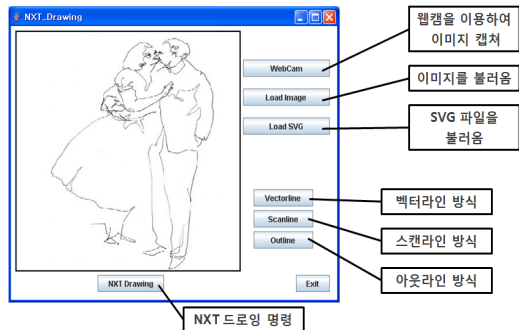 NXT_Drawing
웹캠을 이용하여
이미지 캡쳐
WebCam
이미지를 불러옴
Load Image
SVG 파일을
불러옴
Load SVG
Vectorline
벡터라인 방식
Scanline
스캔라인 방식
Outline
아웃라인 방식
NXT Drawing
Exit
NXT 드로잉 명령